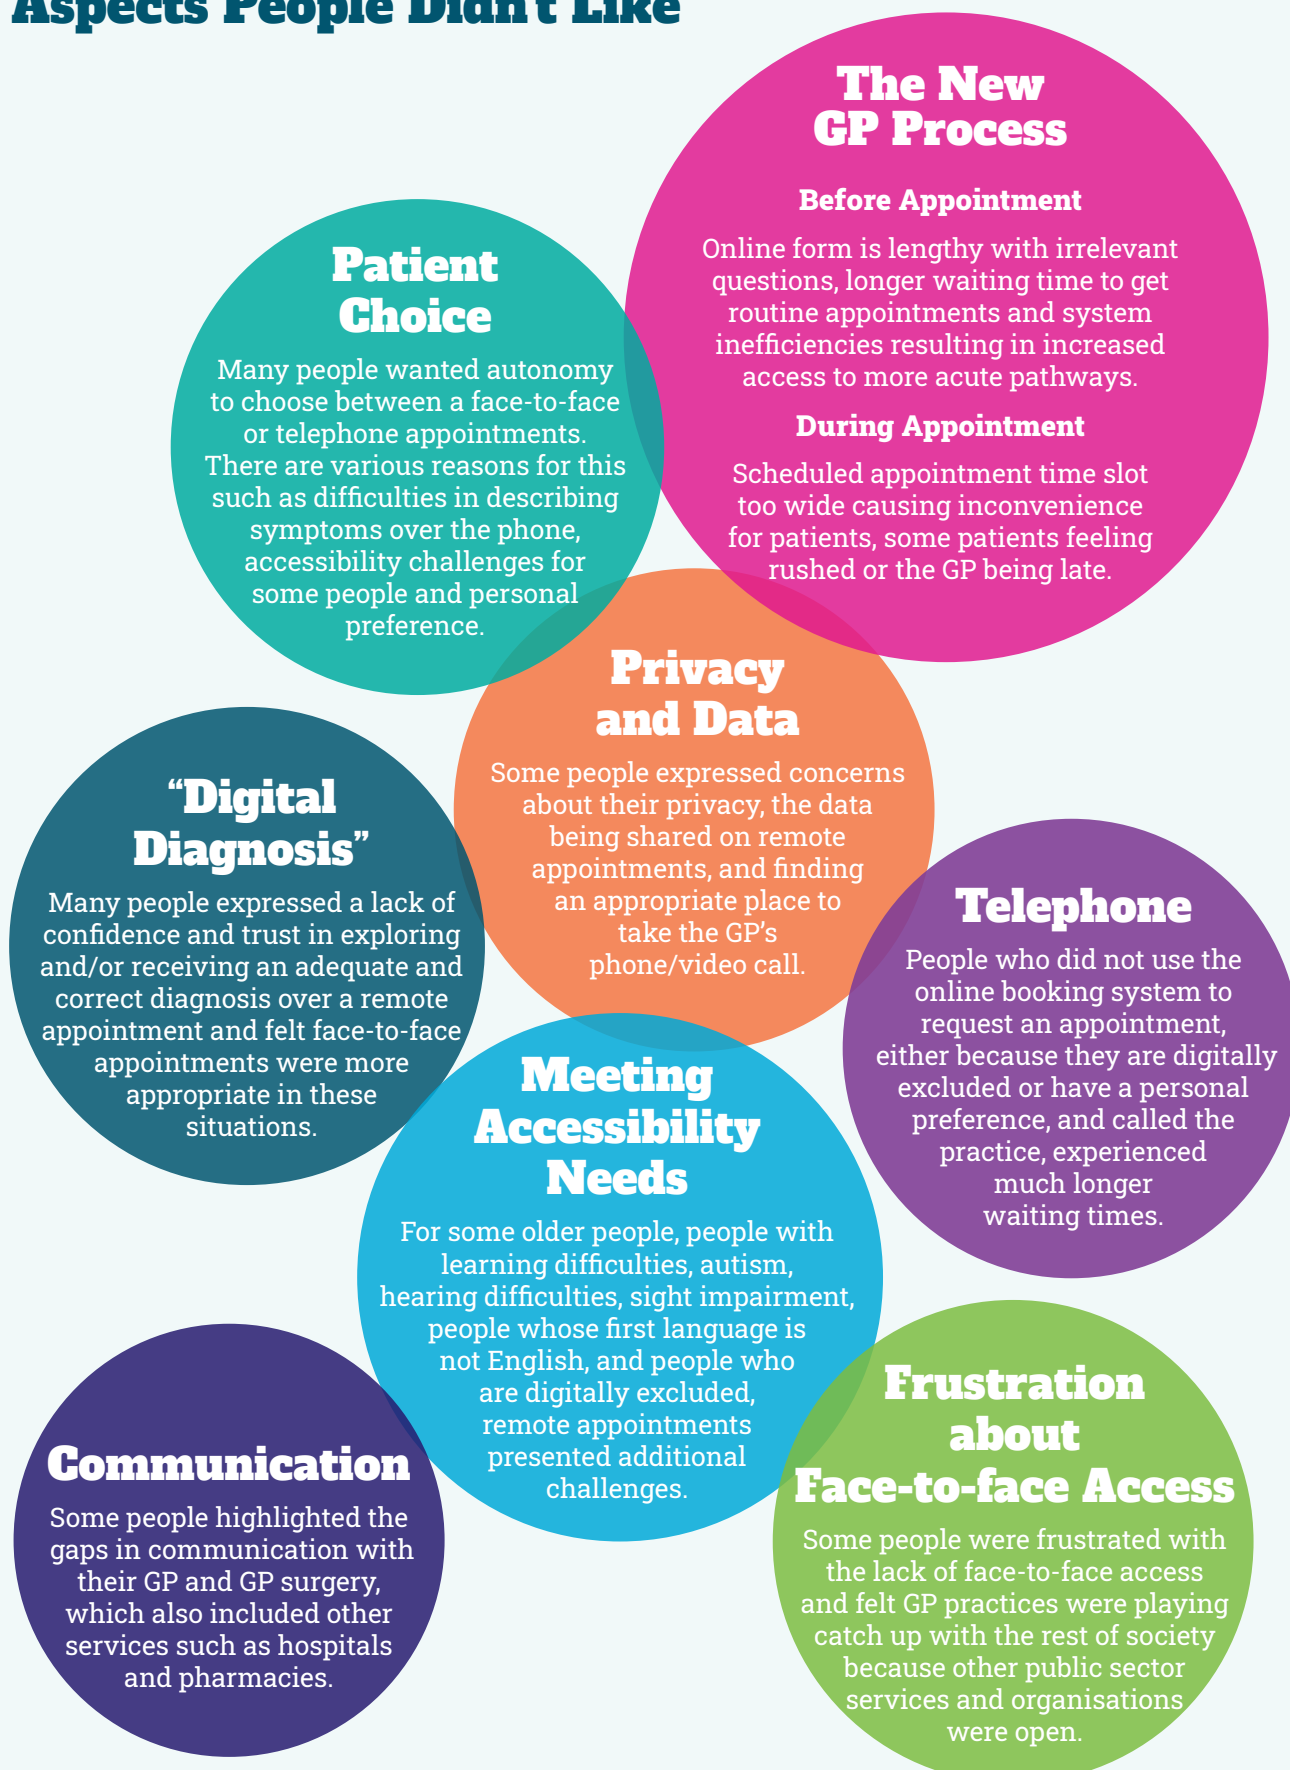 Aspects People Didn't Like
The New
GP Process
Before Appointment
Online form is lengthy with irrelevant
questions, longer waiting time to get
routine appointments and system
inefficiencies resulting in increased
access to more acute pathways.
During Appointment
Scheduled appointment time slot
too wide causing inconvenience
for patients, some patients feeling
rushed or the GP being late.
Patient
Choice
Many people wanted autonomy
to choose between a face-to-face
or telephone appointments.
There are various reasons for this
such as difficulties in describing
symptoms over the phone,
accessibility challenges for
some people and personal
preference.
Privacy
and Data
Some people expressed concerns
about their privacy, the data
being shared on remote
appointments, and finding
an appropriate place to
take the GP’s
phone/video call.
“Digital
Diagnosis”
Many people expressed a lack of
confidence and trust in exploring
and/or receiving an adequate and
correct diagnosis over a remote
appointment and felt face-to-face
appointments were more
appropriate in these
situations.
Telephone
People who did not use the
online booking system to
request an appointment,
either because they are digitally
excluded or have a personal
preference, and called the
practice, experienced
much longer
waiting times.
Meeting
Accessibility
Needs
For some older people, people with
learning difficulties, autism,
hearing difficulties, sight impairment,
people whose first language is
not English, and people who
are digitally excluded,
remote appointments
presented additional
challenges.
Frustration
about
Face-to-face Access
Some people were frustrated with
the lack of face-to-face access
and felt GP practices were playing
catch up with the rest of society
because other public sector
services and organisations
were open.
Communication
Some people highlighted the
gaps in communication with
their GP and GP surgery,
which also included other
services such as hospitals
and pharmacies.